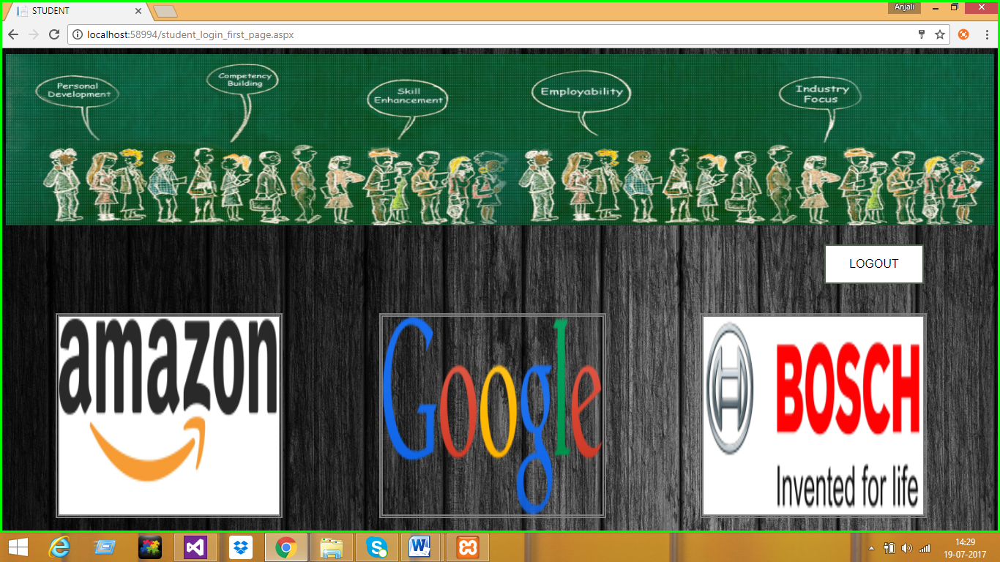 STUDENT
Anjali
localhost:58994/student_login_first_page.aspx
Personal
Development
Competency
Building
Skill
Enhancement
Employability
Industry
Focus
LOGOUT
amazon
Google
BOSCH
Invented for life
14:29
19-07-2017